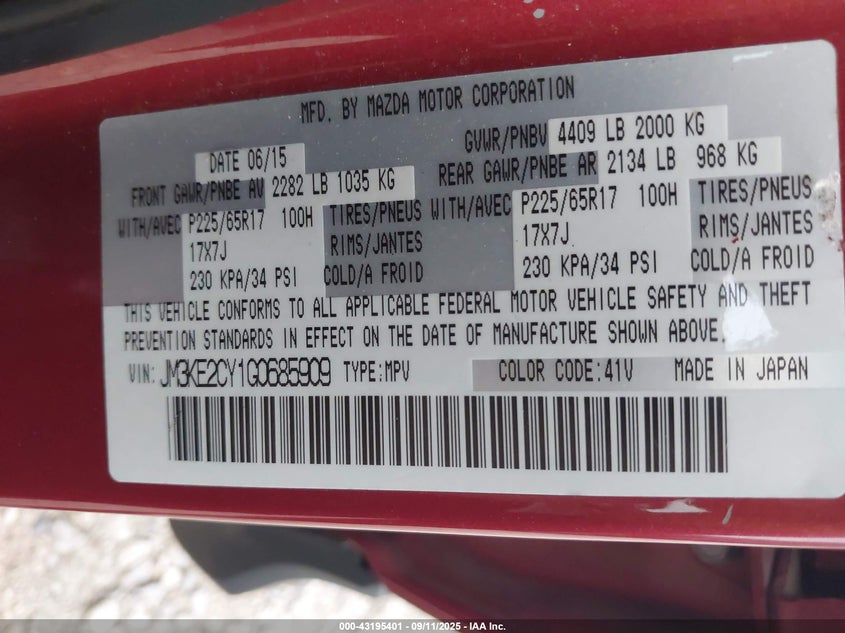 MFD. BY MAZDA MOTOR CORPORATION
DATE 06/15 GVWR/PNBV 4409 LB 2000 KG
FRONT GAWR/PNBE AV 2282 LB 1035 KG REAR GAWR/PNBE AR 2134 LB 968 KG
WITH/AVEC P225/65R17 100H TIRES/PNEUS WITH/AVEC P225/65R17 100H TIRES/PNEUS
17X7J RIMS/JANTES 17X7J RIMS/JANTES
230 KPA/34 PSI COLD/A FROID 230 KPA/34 PSI COLD/A FROID
THIS VEHICLE CONFORMS TO ALL APPLICABLE FEDERAL MOTOR VEHICLE SAFETY AND THEFT
PREVENTION STANDARDS IN EFFECT ON THE DATE OF MANUFACTURE SHOWN ABOVE.
VIN: JM3KE2CY1G0685909 TYPE:MPV COLOR CODE:41V MADE IN JAPAN
000-43195401 - 09/11/2025 - IAA Inc.